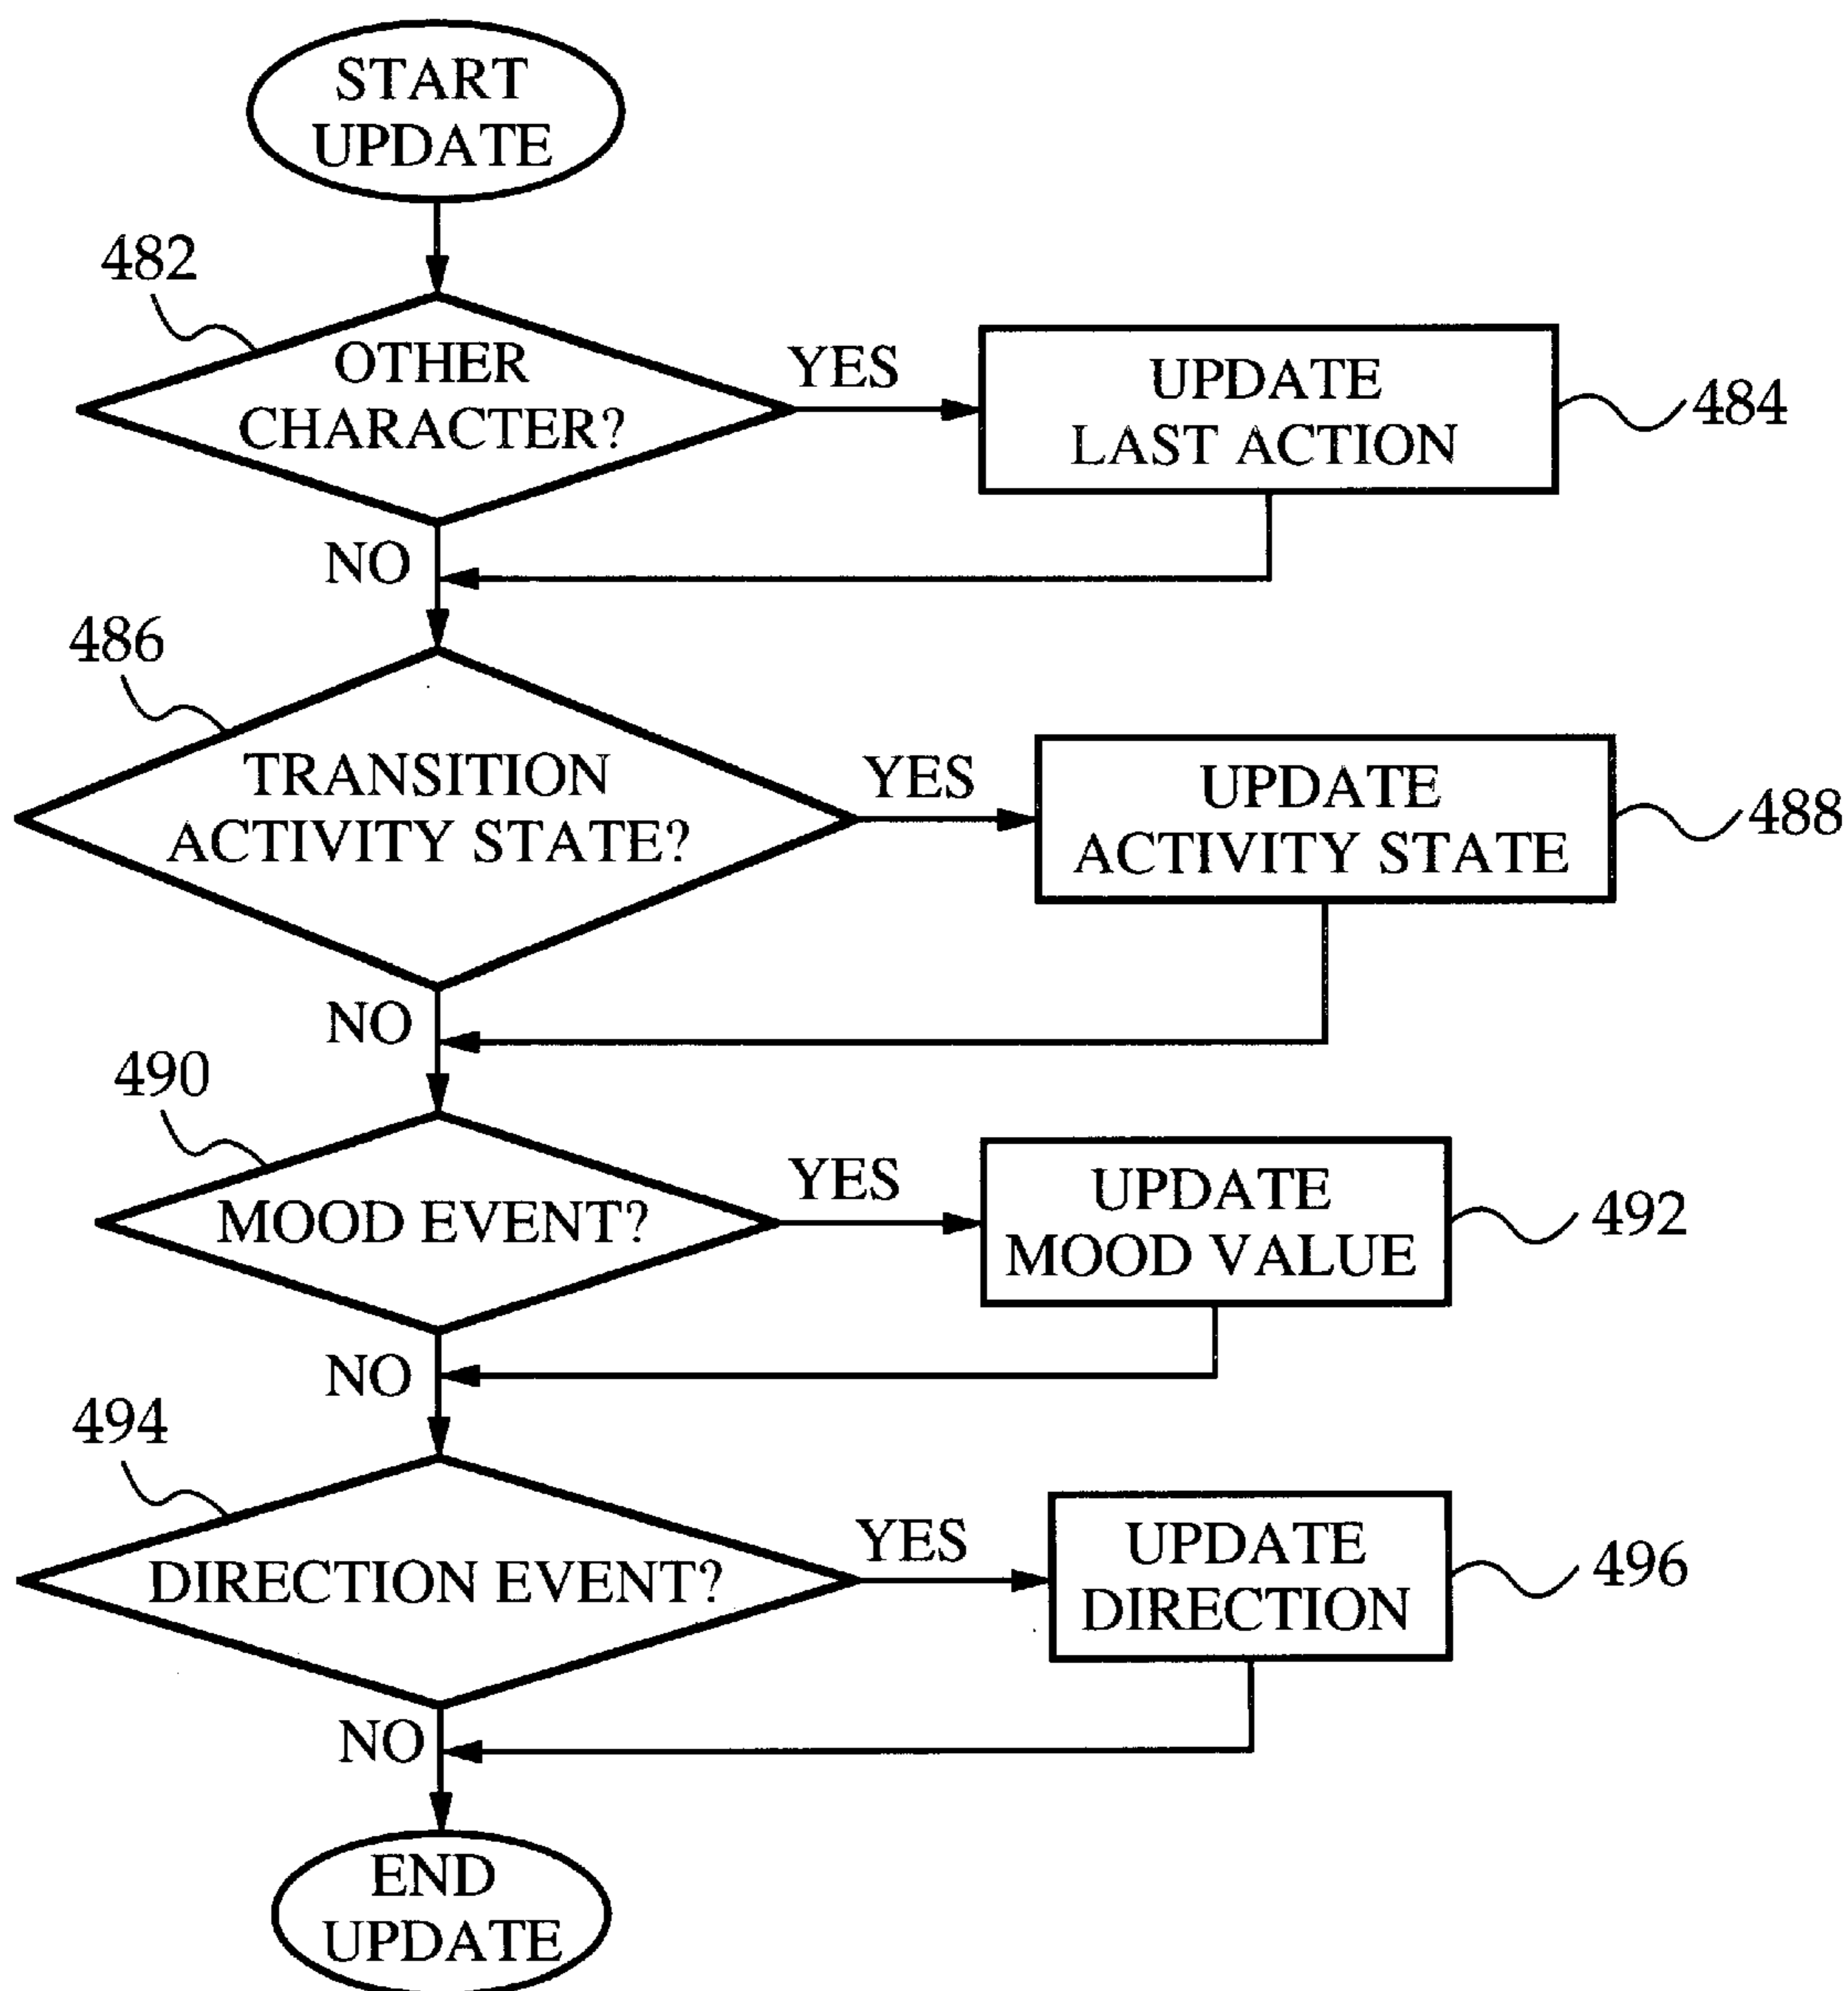 START
UPDATE
482
OTHER
CHARACTER?
YES
UPDATE
LAST ACTION
484
NO
486
TRANSITION
ACTIVITY STATE?
YES
UPDATE
ACTIVITY STATE
488
NO
490
MOOD EVENT?
YES
UPDATE
MOOD VALUE
492
NO
494
DIRECTION EVENT?
YES
UPDATE
DIRECTION
496
NO
END
UPDATE